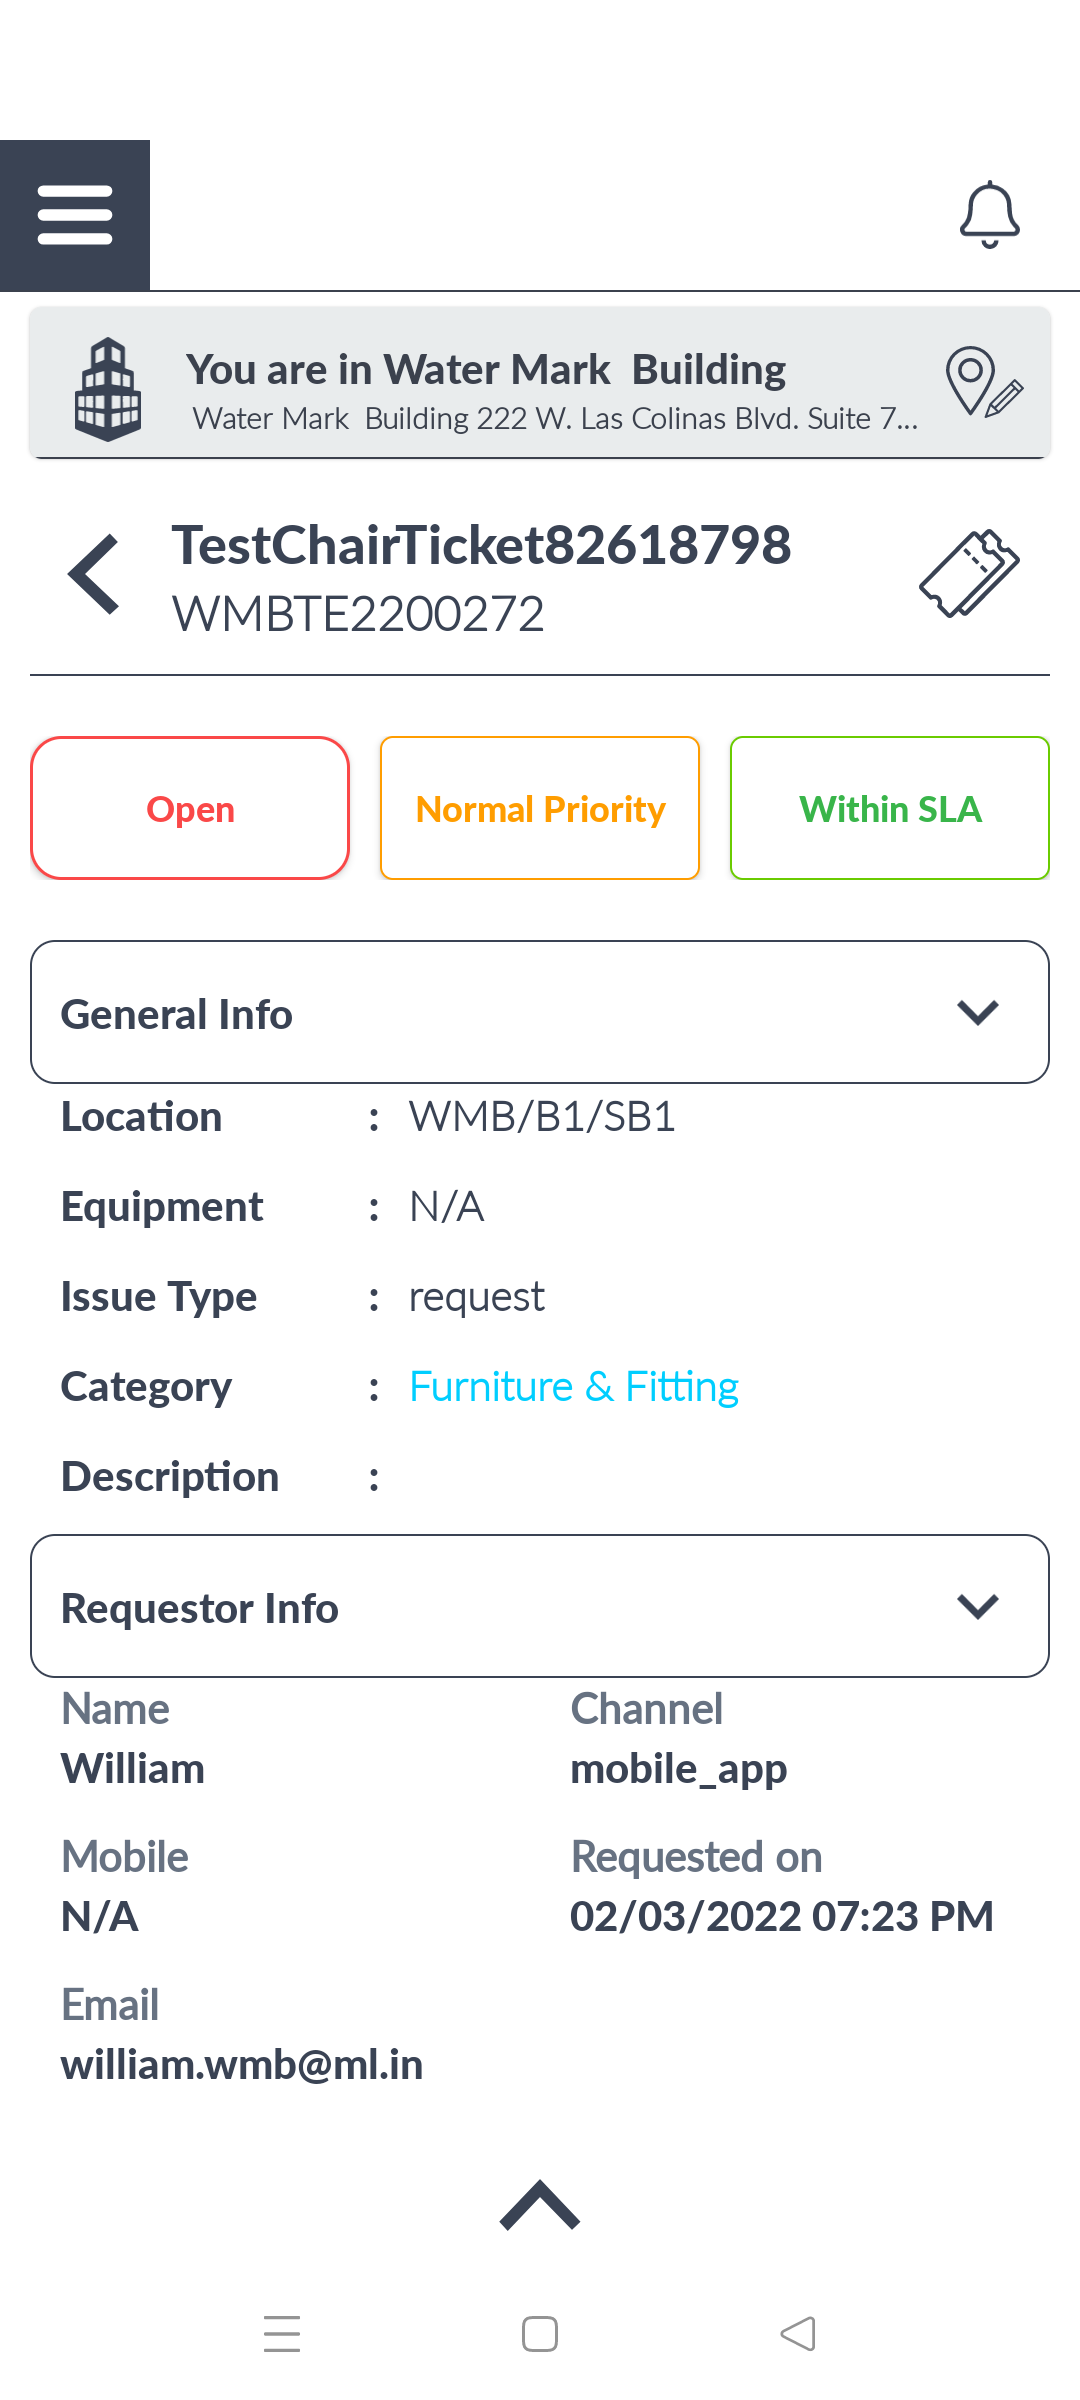 You are in Water Mark  Building
Water Mark  Building 222 W. Las Colinas Blvd. Suite 7...
TestChairTicket82618798
WMBTE2200272
Open
Normal Priority
Within SLA
General Info
Location : WMB/B1/SB1
Equipment : N/A
Issue Type : request
Category : Furniture & Fitting
Description :
Requestor Info
Name Channel
William mobile_app
Mobile Requested on
N/A 02/03/2022 07:23 PM
Email
william.wmb@ml.in